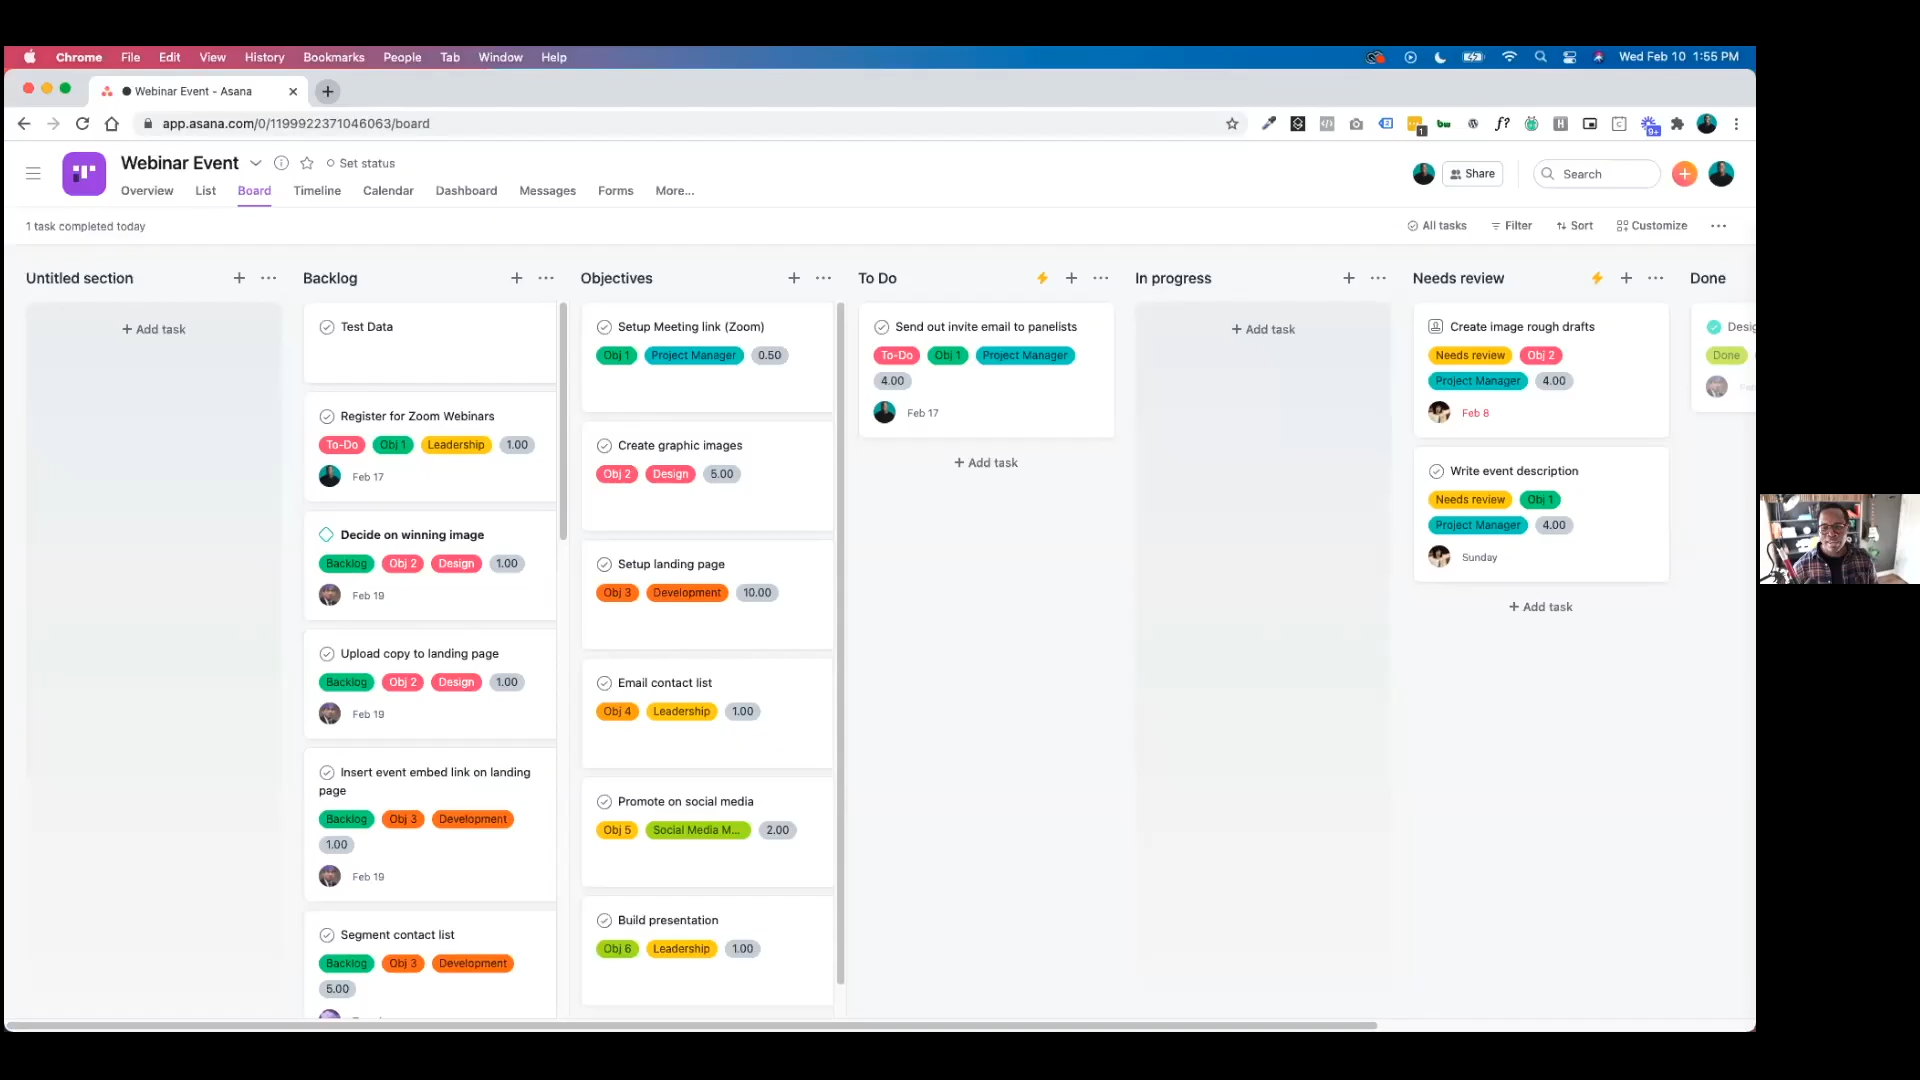 Chrome File Edit View History Bookmarks People Tab Window Help Wed Feb 10 1:55 PM
Webinar Event - Asana
app.asana.com/0/1199922371046063/board
Webinar Event Set status
Share Search
Overview List Board Timeline Calendar Dashboard Messages Forms More...
1 task completed today All tasks Filter Sort Customize
Untitled section
+ Add task
Backlog
Test Data
Register for Zoom Webinars
To-Do Obj 1 Leadership 1.00
Feb 17
Decide on winning image
Backlog Obj 2 Design 1.00
Feb 19
Upload copy to landing page
Backlog Obj 2 Design 1.00
Feb 19
Insert event embed link on landing
page
Backlog Obj 3 Development
1.00
Feb 19
Segment contact list
Backlog Obj 3 Development
5.00
Objectives
Setup Meeting link (Zoom)
Obj 1 Project Manager 0.50
Create graphic images
Obj 2 Design 5.00
Setup landing page
Obj 3 Development 10.00
Email contact list
Obj 4 Leadership 1.00
Promote on social media
Obj 5 Social Media M... 2.00
Build presentation
Obj 6 Leadership 1.00
To Do
Send out invite email to panelists
To-Do Obj 1 Project Manager
4.00
Feb 17
+ Add task
In progress
+ Add task
Needs review
Create image rough drafts
Needs review Obj 2
Project Manager 4.00
Feb 8
Write event description
Needs review Obj 1
Project Manager 4.00
Sunday
+ Add task
Done
Desig
Done